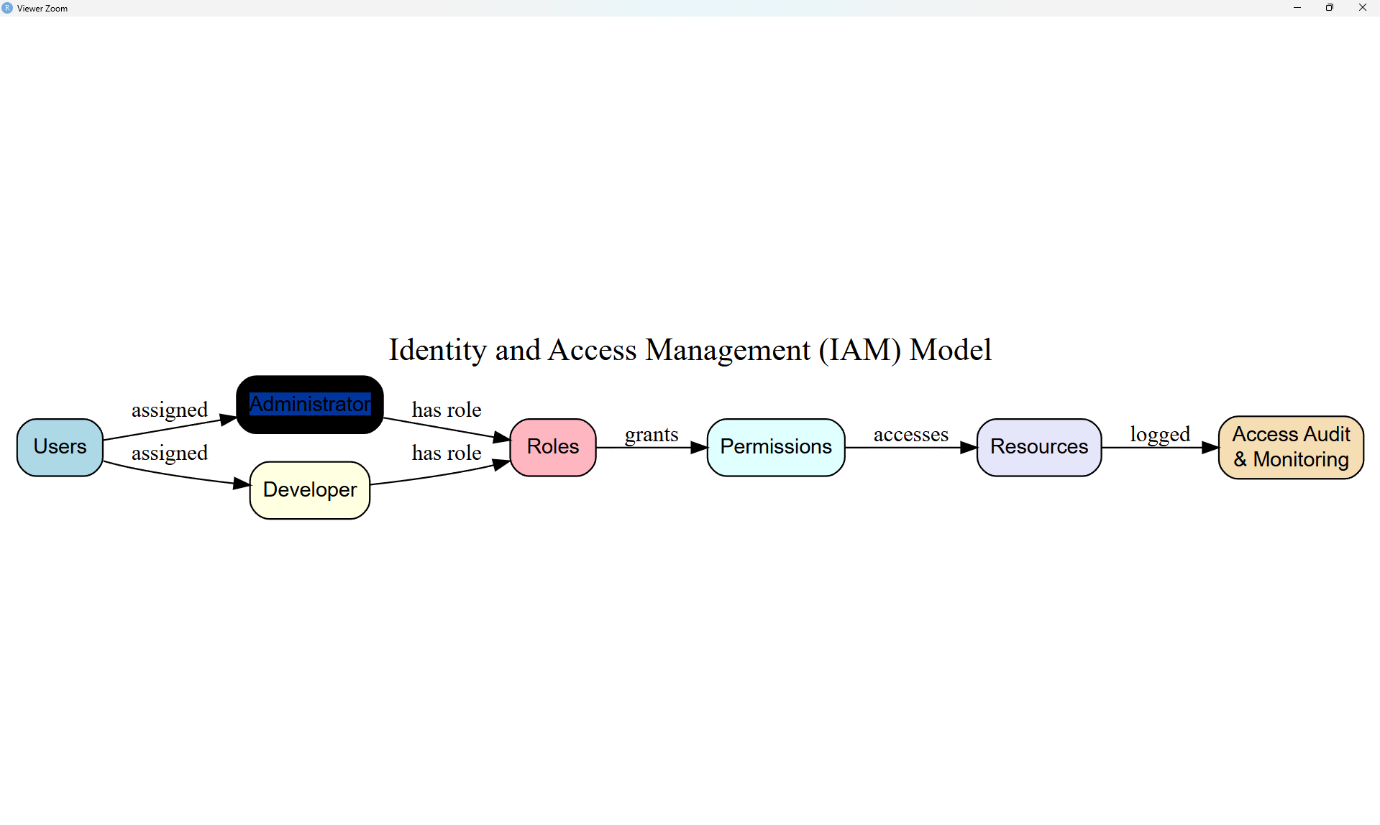 Viewer Zoom
Identity and Access Management (IAM) Model
Users
assigned
assigned
Administrator
Developer
has role
has role
Roles
grants
Permissions
accesses
Resources
logged
Access Audit
& Monitoring